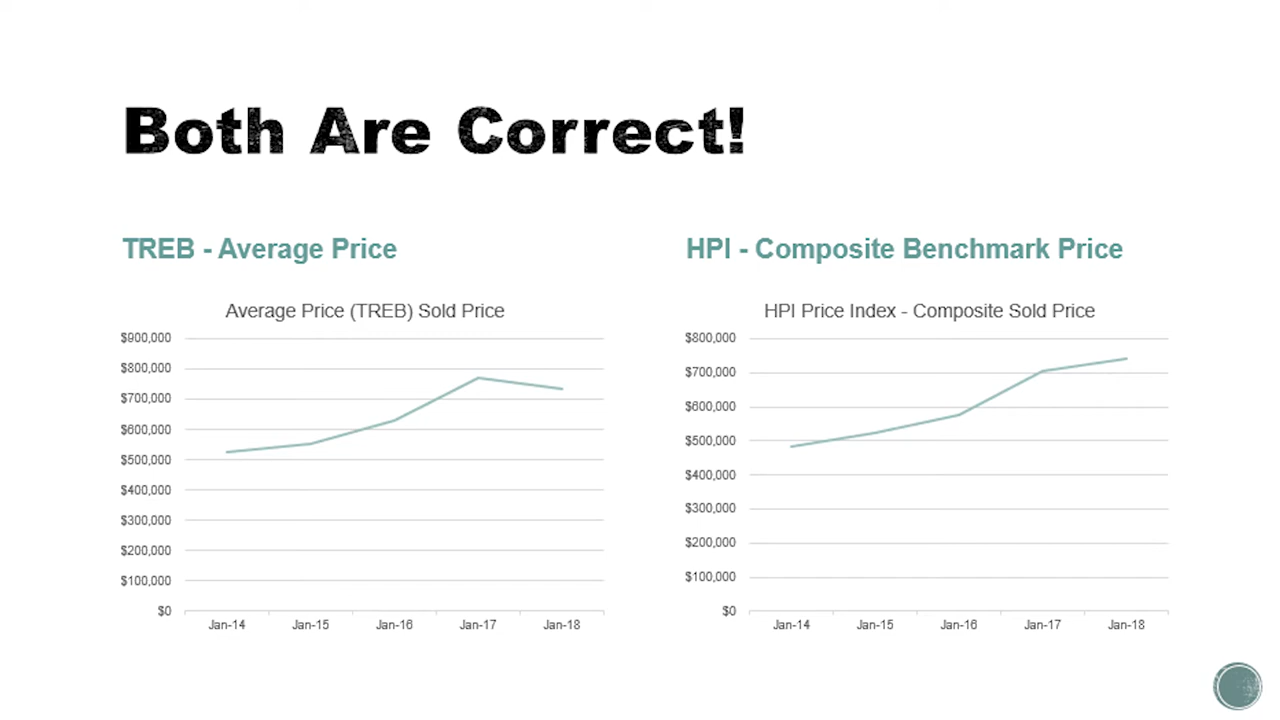 Both Are Correct!
TREB - Average Price
Average Price (TREB) Sold Price
$900,000
$800,000
$700,000
$600,000
$500,000
$400,000
$300,000
$200,000
$100,000
$0
Jan-14 Jan-15 Jan-16 Jan-17 Jan-18
HPI - Composite Benchmark Price
HPI Price Index - Composite Sold Price
$800,000
$700,000
$600,000
$500,000
$400,000
$300,000
$200,000
$100,000
$0
Jan-14 Jan-15 Jan-16 Jan-17 Jan-18